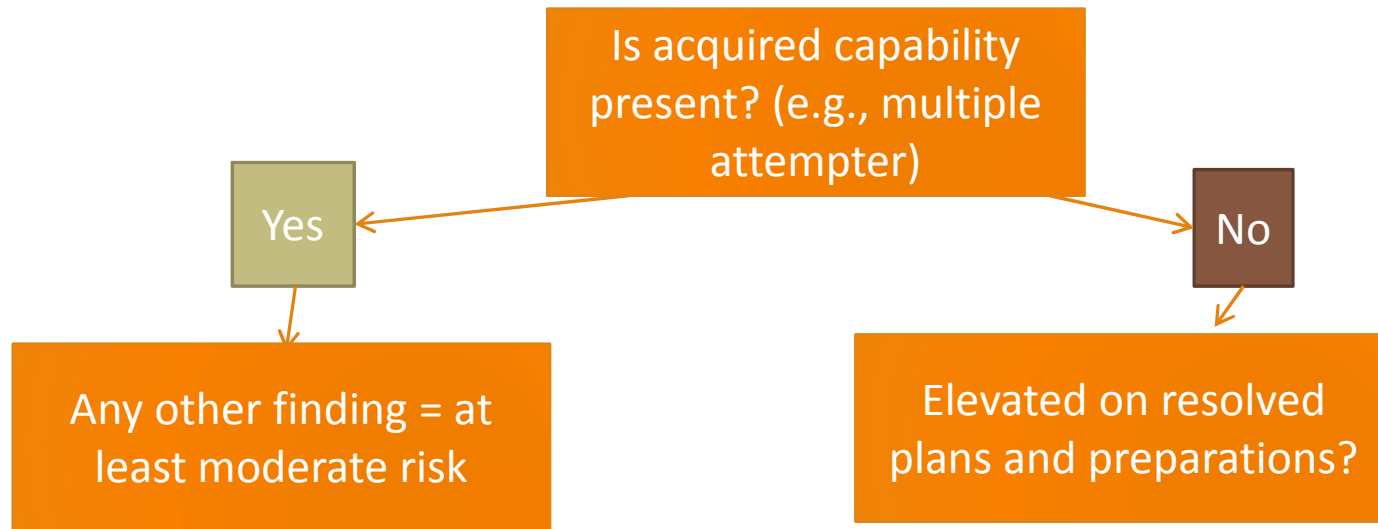 Is acquired capability
present? (e.g., multiple
attempter)
Yes
No
Any other finding = at
least moderate risk
Elevated on resolved
plans and preparations?